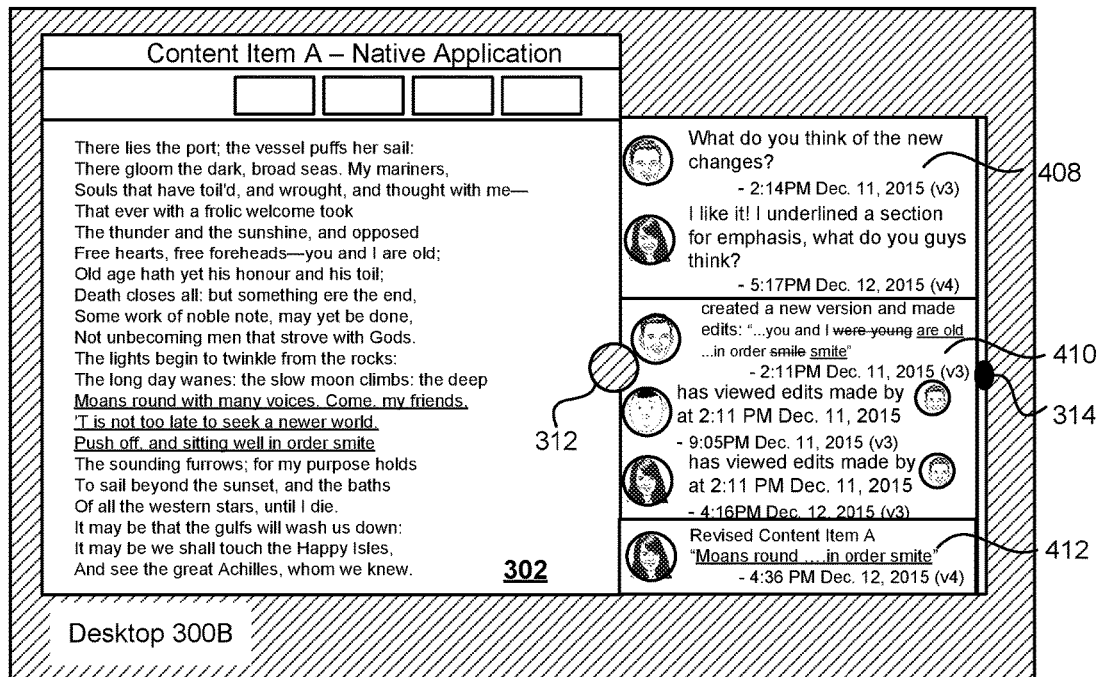 Content Item A – Native Application
There lies the port; the vessel puffs her sail:
There gloom the dark, broad seas. My mariners,
Souls that have toil'd, and wrought, and thought with me—
That ever with a frolic welcome took
The thunder and the sunshine, and opposed
Free hearts, free foreheads—you and I are old;
Old age hath yet his honour and his toil;
Death closes all: but something ere the end,
Some work of noble note, may yet be done,
Not unbecoming men that strove with Gods.
The lights begin to twinkle from the rocks:
The long day wanes: the slow moon climbs: the deep
Moans round with many voices. Come, my friends,
'T is not too late to seek a newer world.
Push off, and sitting well in order smite
The sounding furrows; for my purpose holds
To sail beyond the sunset, and the baths
Of all the western stars, until I die.
It may be that the gulfs will wash us down:
It may be we shall touch the Happy Isles,
And see the great Achilles, whom we knew.
302
What do you think of the new
changes?
- 2:14PM Dec. 11, 2015 (v3)
I like it! I underlined a section
for emphasis, what do you guys
think?
- 5:17PM Dec. 12, 2015 (v4)
created a new version and made
edits: "...you and I were young are old
...in order smile smite"
- 2:11PM Dec. 11, 2015 (v3)
has viewed edits made by
at 2:11 PM Dec. 11, 2015
- 9:05PM Dec. 11, 2015 (v3)
has viewed edits made by
at 2:11 PM Dec. 11, 2015
- 4:16PM Dec. 12, 2015 (v3)
Revised Content Item A
"Moans round ....in order smite"
- 4:36 PM Dec. 12, 2015 (v4)
408
410
314
412
312
Desktop 300B